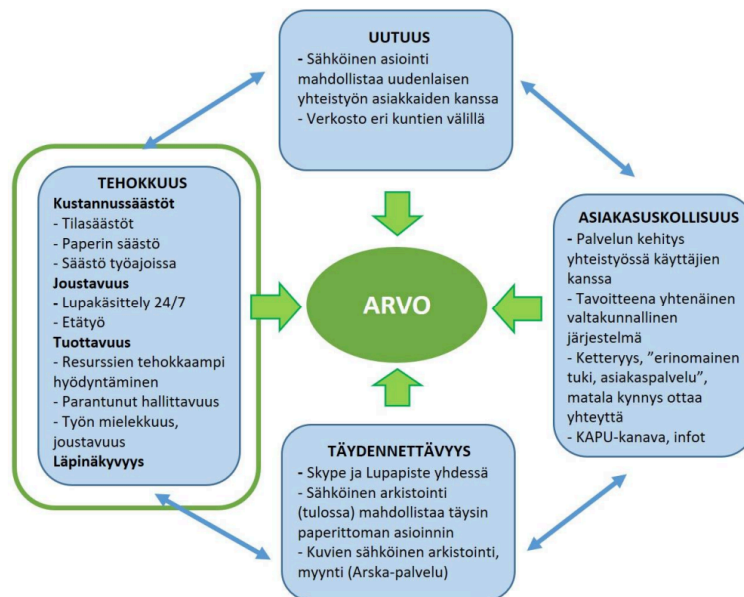 UUTUUS
- Sähköinen asiointi
mahdollistaa uudenlaisen
yhteistyön asiakkaiden kanssa
- Verkosto eri kuntien välillä
TEHOKKUUS
Kustannussäästöt
- Tilasäästöt
- Paperin säästö
- Säästö työajoissa
Joustavuus
- Lupakäsittely 24/7
- Etätyö
Tuottavuus
- Resurssien tehokkaampi
hyödyntäminen
- Parantunut hallittavuus
- Työn mielekkuus,
joustavuus
Läpinäkyvyys
ARVO
ASIAKASUSKOLLISUUS
- Palvelun kehitys
yhteistyössä käyttäjien
kanssa
- Tavoitteena yhtenäinen
valtakunnallinen
järjestelmä
- Ketteryys, ”erinomainen
tuki, asiakaspalvelu”,
matala kynnys ottaa
yhteyttä
- KAPU-kanava, infot
TÄYDENNETTÄVYYS
- Skype ja Lupapiste yhdessä
- Sähköinen arkistointi
(tulossa) mahdollistaa täysin
paperittoman asioinnin
- Kuvien sähköinen arkistointi,
myynti (Arska-palvelu)